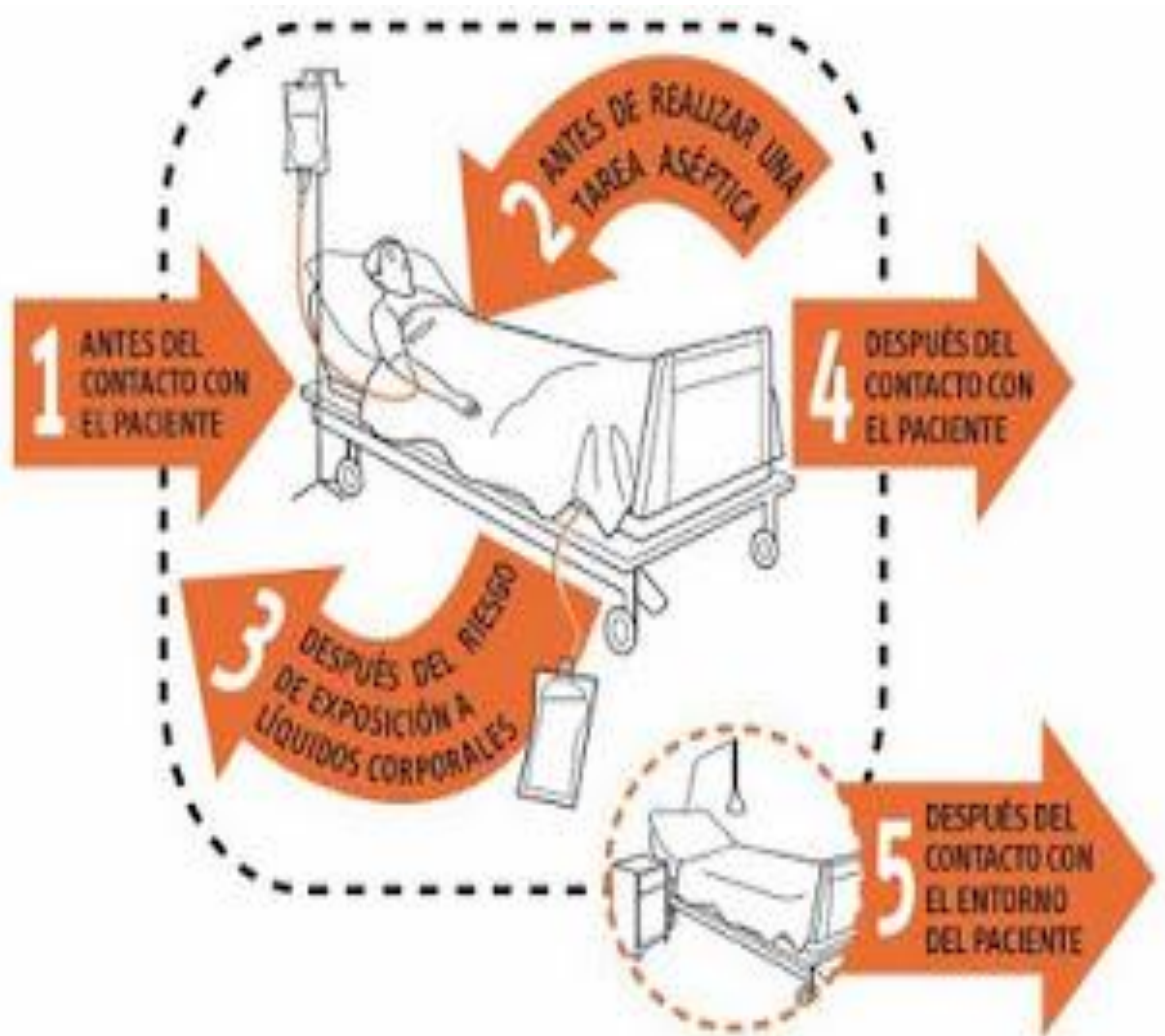 1
ANTES DEL
CONTACTO CON
EL PACIENTE
2
ANTES DE REALIZAR UNA
TAREA ASÉPTICA
3
DESPUÉS DEL RIESGO
DE EXPOSICIÓN A
LÍQUIDOS CORPORALES
4
DESPUÉS DEL
CONTACTO CON
EL PACIENTE
5
DESPUÉS DEL
CONTACTO CON
EL ENTORNO
DEL PACIENTE